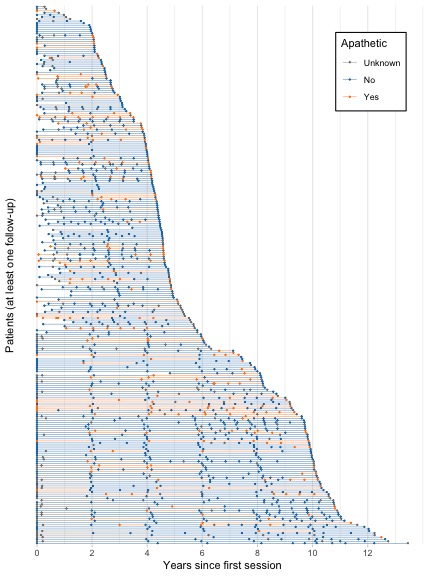 Patients (at least one follow-up)
Apathetic
Unknown
No
Yes
0 2 4 6 8 10 12
Years since first session